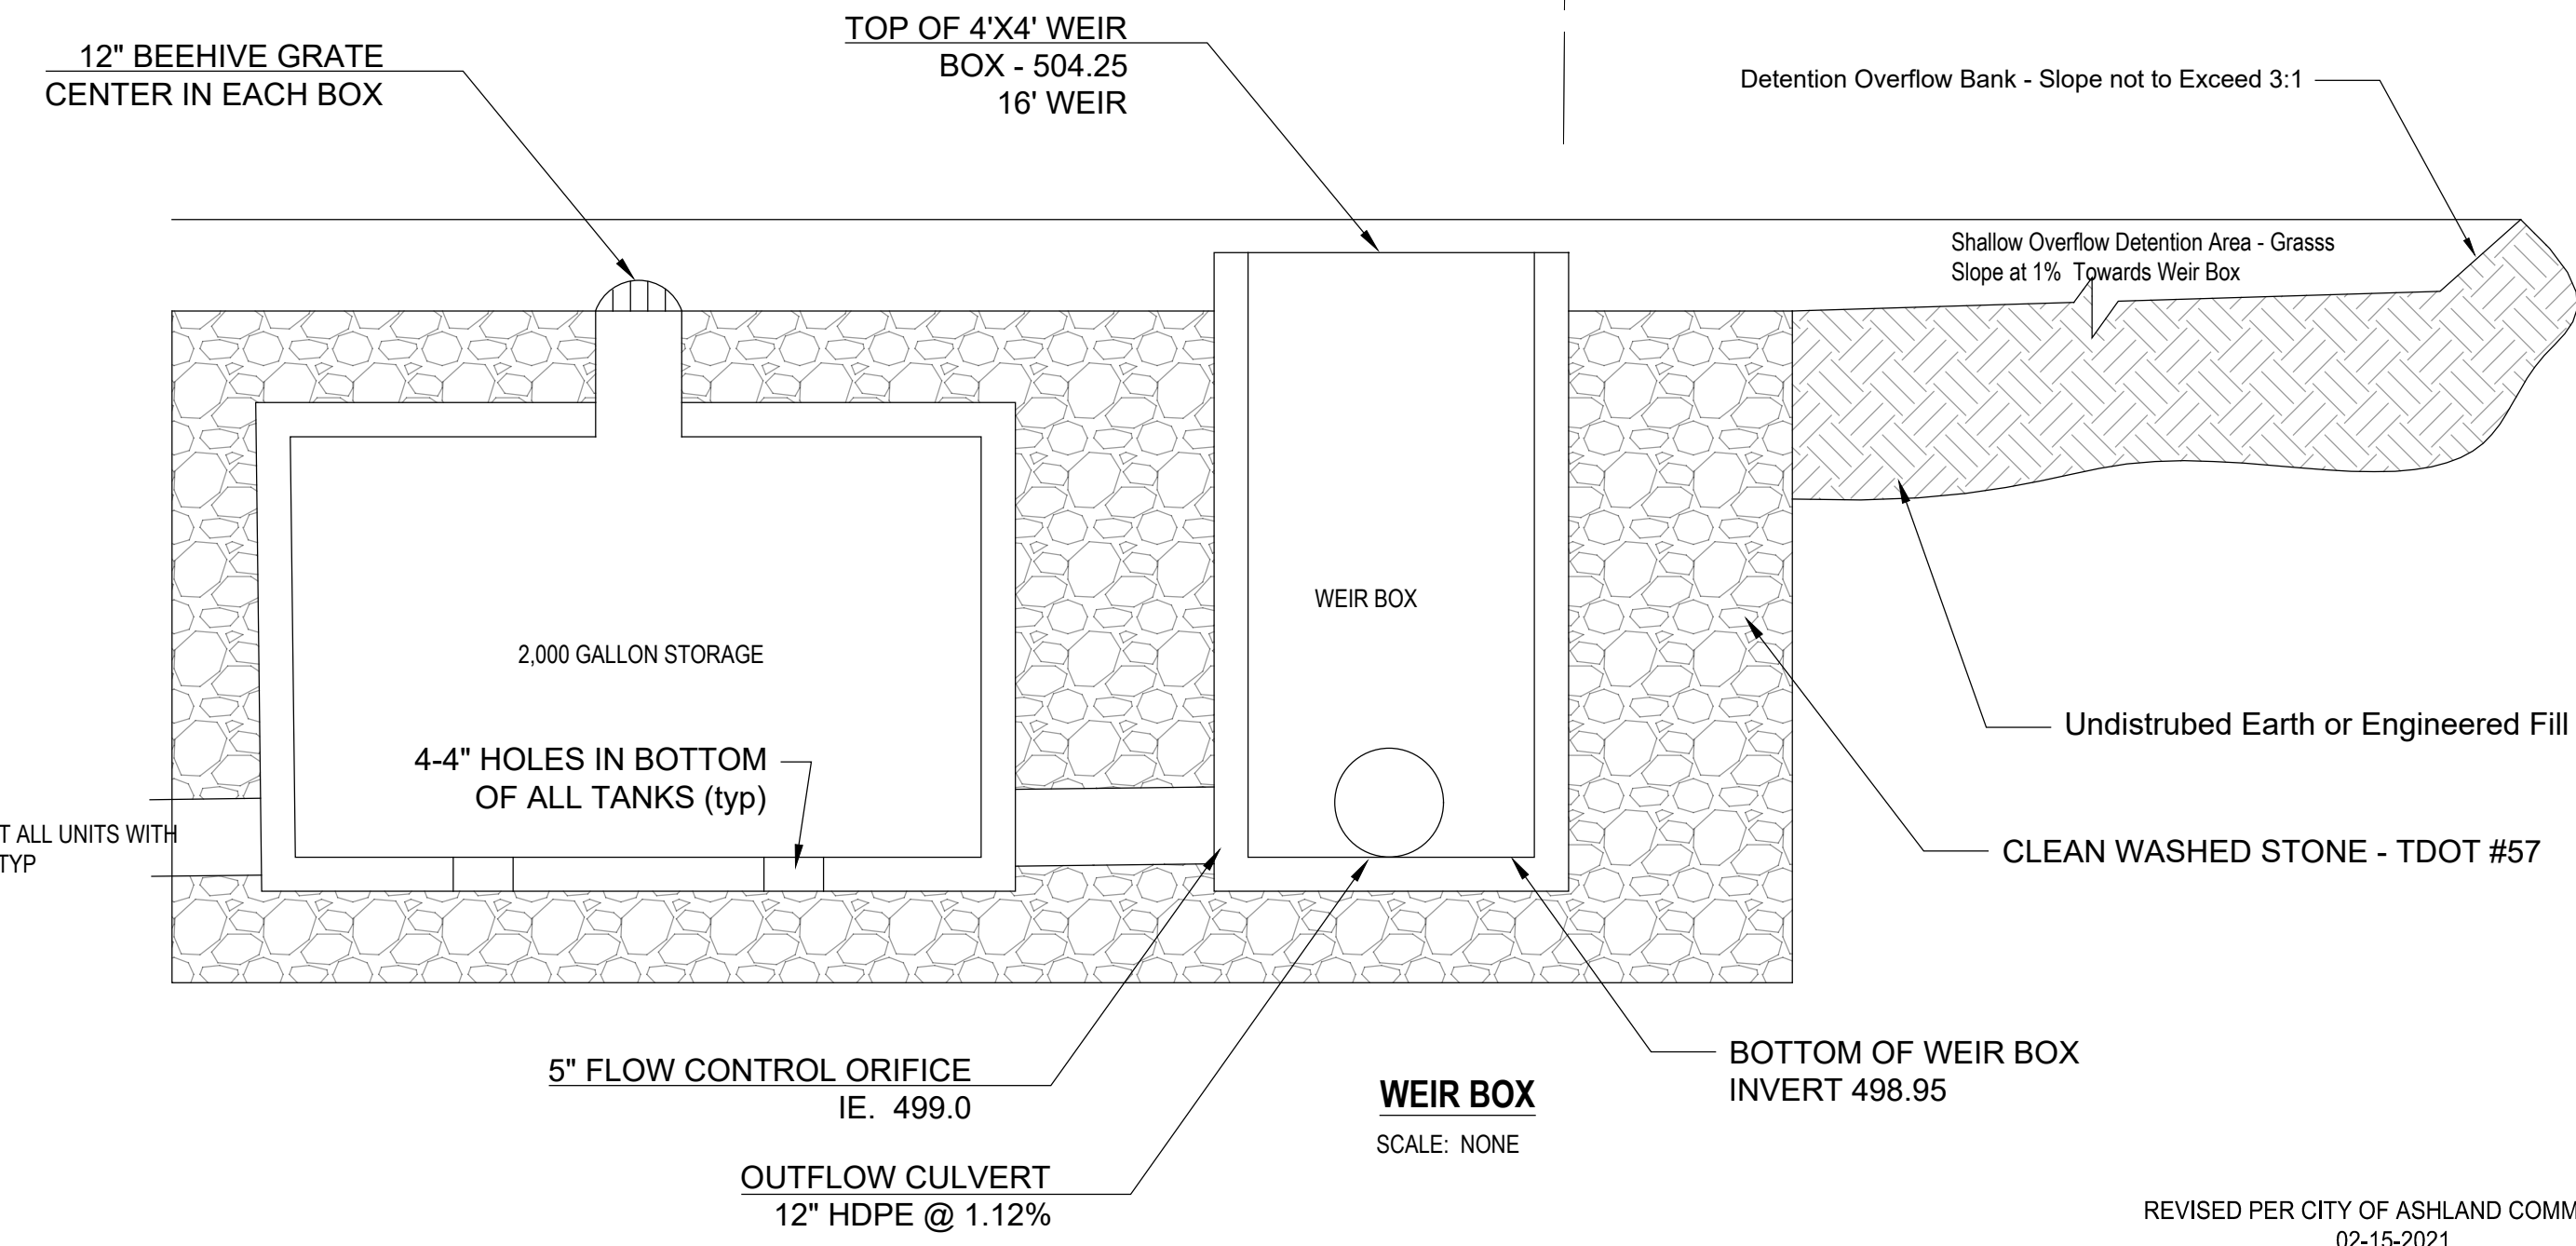 12" BEEHIVE GRATE
CENTER IN EACH BOX
TOP OF 4'X4' WEIR
BOX - 504.25
16' WEIR
Detention Overflow Bank - Slope not to Exceed 3:1
Shallow Overflow Detention Area - Grasss
Slope at 1% Towards Weir Box
WEIR BOX
2,000 GALLON STORAGE
4-4" HOLES IN BOTTOM
OF ALL TANKS (typ)
T ALL UNITS WITH
TYP
Undistrubed Earth or Engineered Fill
CLEAN WASHED STONE - TDOT #57
5" FLOW CONTROL ORIFICE
IE. 499.0
OUTFLOW CULVERT
12" HDPE @ 1.12%
WEIR BOX
SCALE: NONE
BOTTOM OF WEIR BOX
INVERT 498.95
REVISED PER CITY OF ASHLAND COMM
02-15-2021